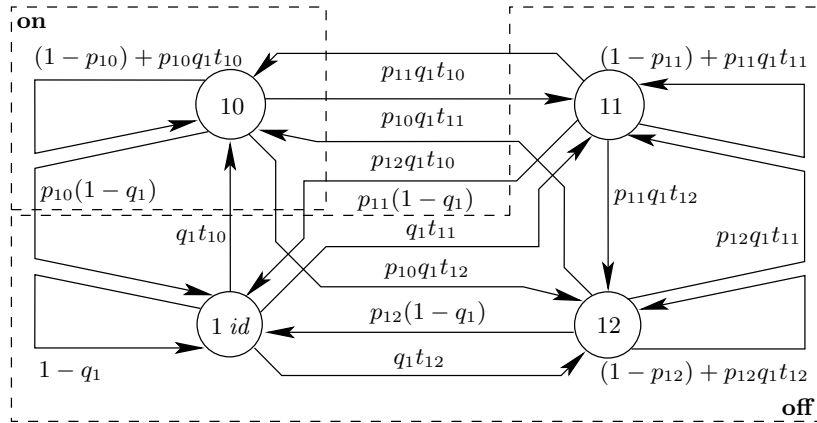 on
(1-p₁₀) + p₁₀q₁t₁₀
(1-p₁₁) + p₁₁q₁t₁₁
p₁₁q₁t₁₀
10
11
p₁₀q₁t₁₁
p₁₂q₁t₁₀
p₁₀(1-q₁)
p₁₁(1-q₁)
p₁₁q₁t₁₂
q₁t₁₀
q₁t₁₁
p₁₂q₁t₁₁
p₁₀q₁t₁₂
p₁₂(1-q₁)
1 id
12
1-q₁
q₁t₁₂
(1-p₁₂) + p₁₂q₁t₁₂
off